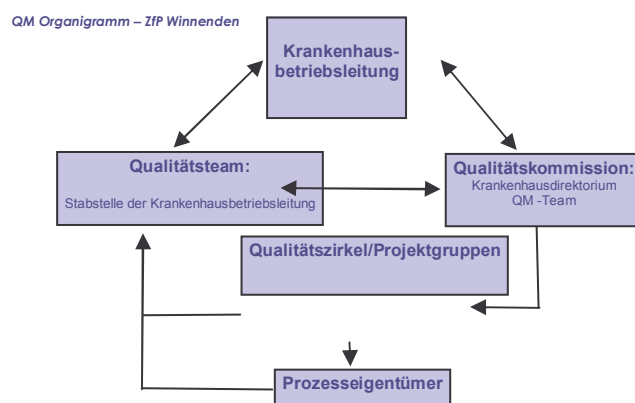 QM Organigramm – ZfP Winnenden
Krankenhaus-
betriebsleitung
Qualitätsteam:
Stabstelle der Krankenhausbetriebsleitung
Qualitätskommission:
Krankenhausdirektorium
QM -Team
Qualitätszirkel/Projektgruppen
Prozesseigentümer